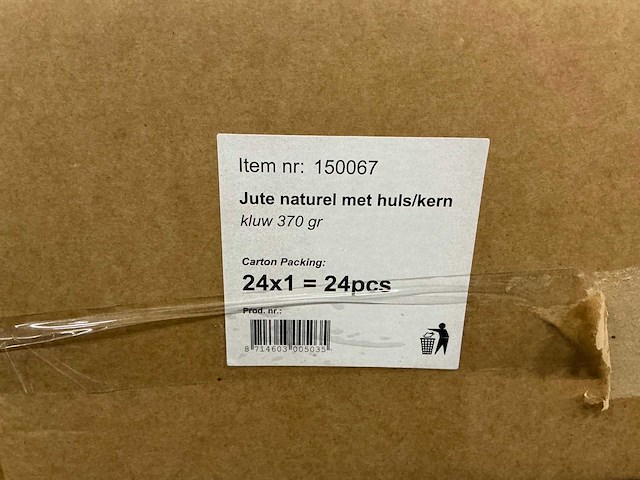 Item nr: 150067
Jute naturel met huls/kern
kluw 370 gr
Carton Packing:
24x1 = 24pcs
Prod. nr.:
8 714603 005035